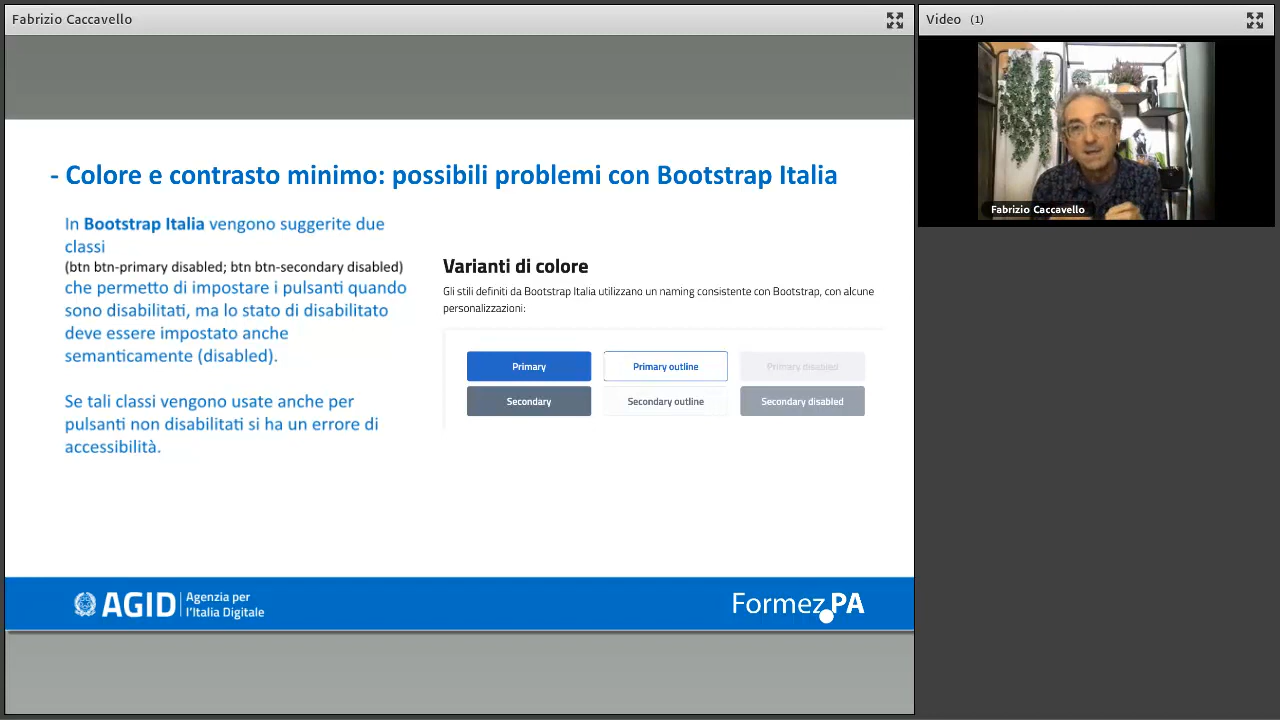 Fabrizio Caccavello
Video (1)
Fabrizio Caccavello
- Colore e contrasto minimo: possibili problemi con Bootstrap Italia
In Bootstrap Italia vengono suggerite due
classi
(btn btn-primary disabled; btn btn-secondary disabled)
che permetto di impostare i pulsanti quando
sono disabilitati, ma lo stato di disabilitato
deve essere impostato anche
semanticamente (disabled).
Se tali classi vengono usate anche per
pulsanti non disabilitati si ha un errore di
accessibilità.
Varianti di colore
Gli stili definiti da Bootstrap Italia utilizzano un naming consistente con Bootstrap, con alcune
personalizzazioni:
Primary Primary outline Primary disabled
Secondary Secondary outline Secondary disabled
AGID Agenzia per
l'Italia Digitale
Formez.PA